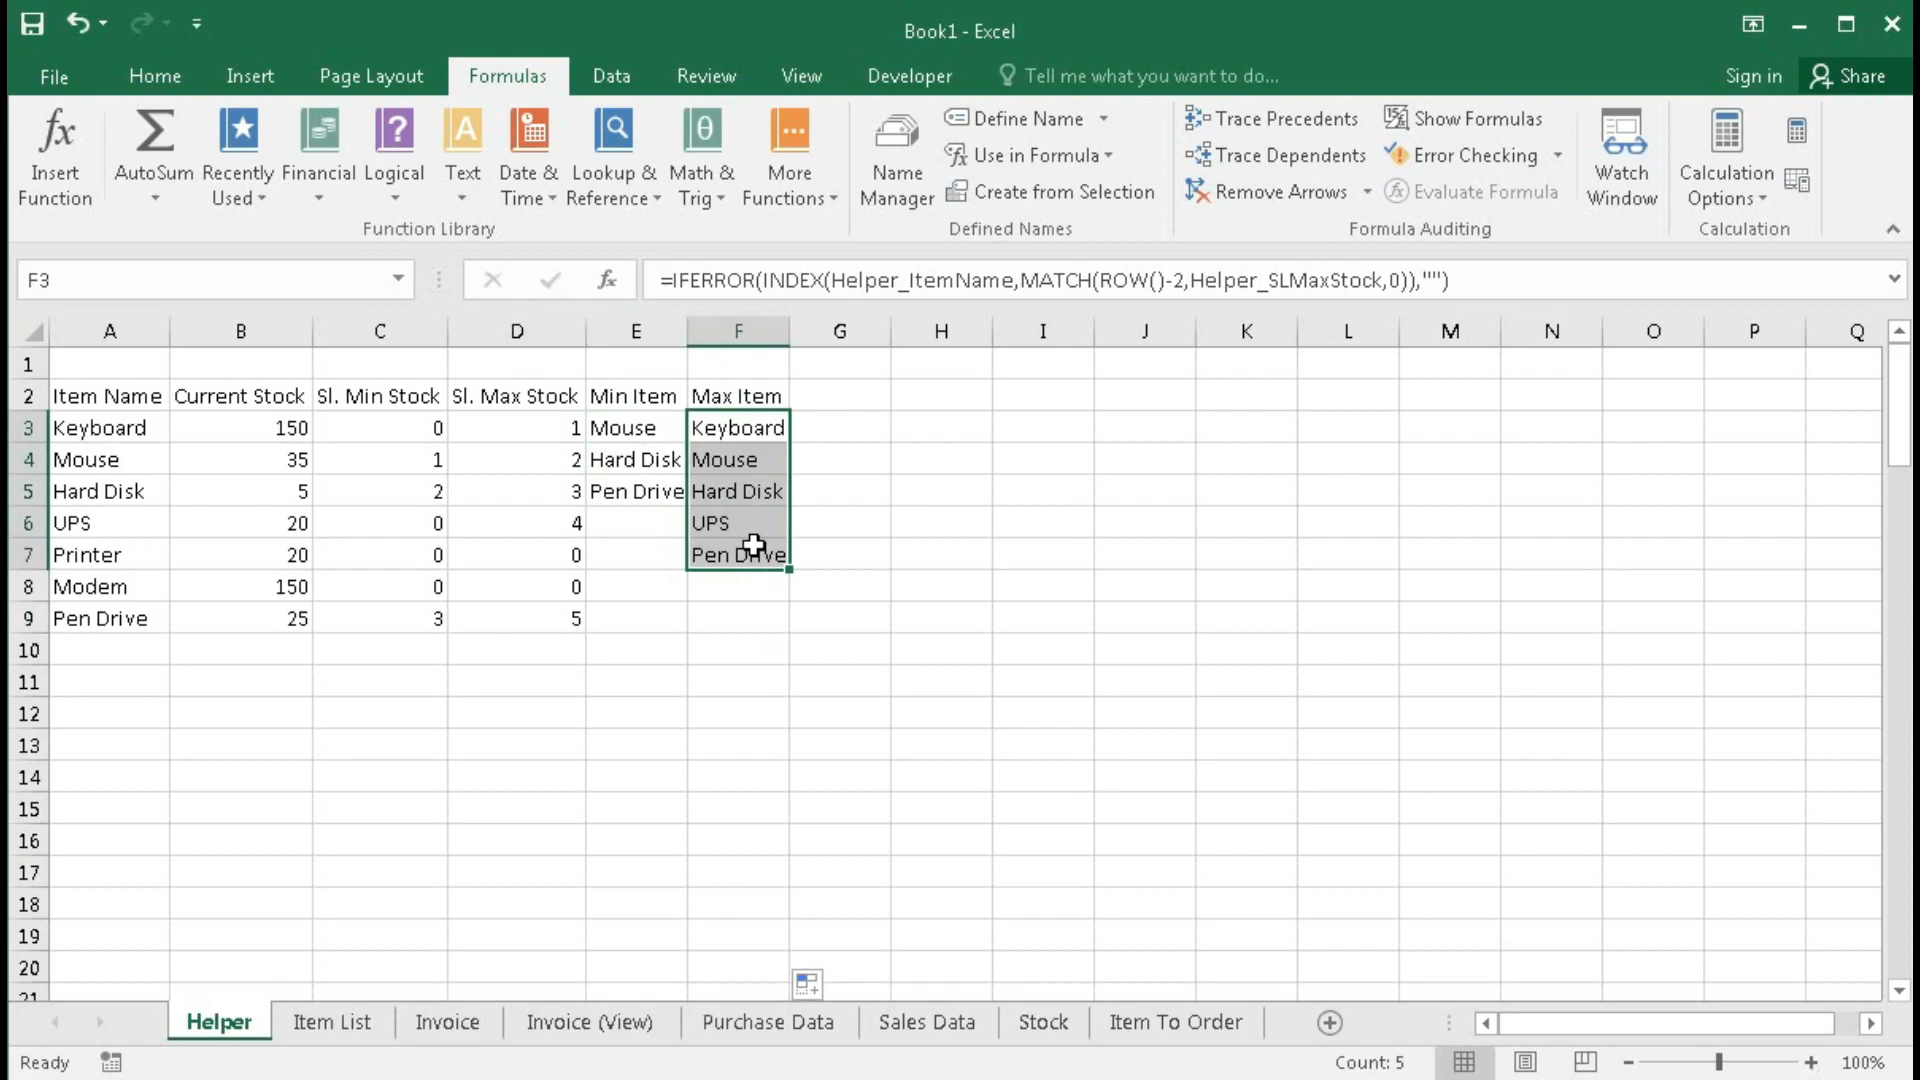 Book1 - Excel
File Home Insert Page Layout Formulas Data Review View Developer Tell me what you want to do... Sign in Share
Insert Function
AutoSum
Recently Used
Financial
Logical
Text
Date & Time
Lookup & Reference
Math & Trig
More Functions
Function Library
Name Manager
Define Name
Use in Formula
Create from Selection
Defined Names
Trace Precedents
Trace Dependents
Remove Arrows
Show Formulas
Error Checking
Evaluate Formula
Formula Auditing
Watch Window
Calculation Options
Calculation
F3 fx =IFERROR(INDEX(Helper_ItemName,MATCH(ROW()-2,Helper_SLMaxStock,0)),"")
A B C D E F G H I J K L M N O P Q
1
2 Item Name Current Stock Sl. Min Stock Sl. Max Stock Min Item Max Item
3 Keyboard 150 0 1 Mouse Keyboard
4 Mouse 35 1 2 Hard Disk Mouse
5 Hard Disk 5 2 3 Pen Drive Hard Disk
6 UPS 20 0 4 UPS
7 Printer 20 0 0 Pen Drive
8 Modem 150 0 0
9 Pen Drive 25 3 5
10
11
12
13
14
15
16
17
18
19
20
21
Helper Item List Invoice Invoice (View) Purchase Data Sales Data Stock Item To Order
Ready Count: 5 100%